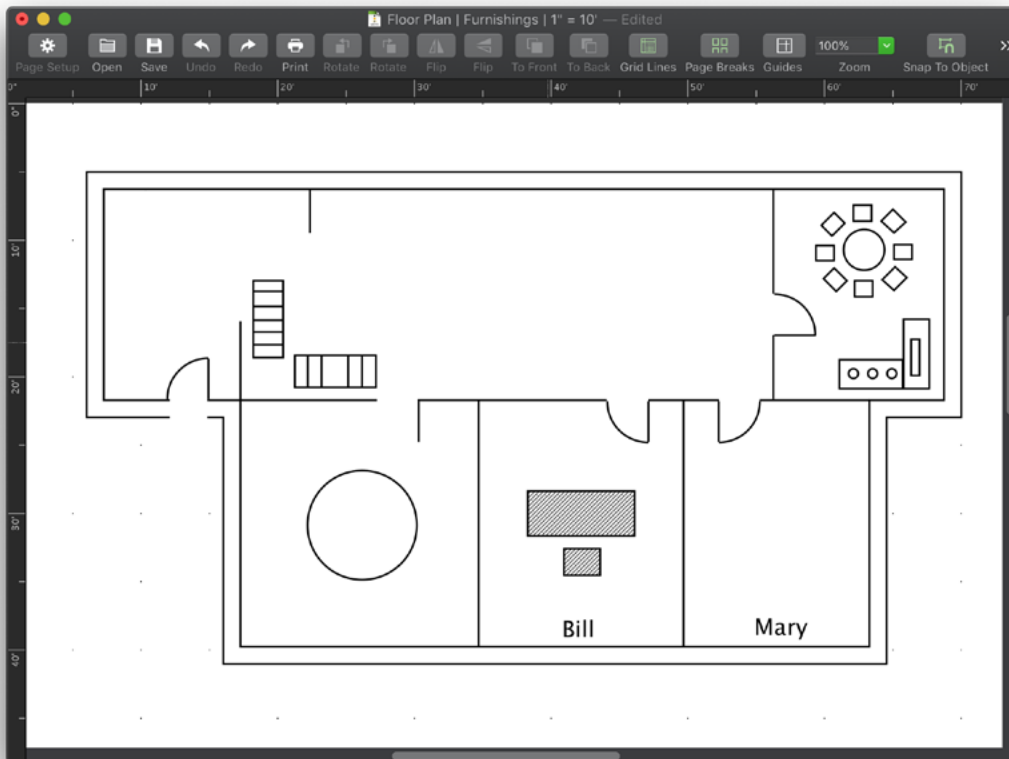 Floor Plan | Furnishings | 1" = 10' — Edited
Page Setup Open Save Undo Redo Print Rotate Rotate Flip Flip To Front To Back Grid Lines Page Breaks Guides 100% Zoom Snap To Object
0" 10' 20' 30' 40' 50' 60' 70'
0"
10'
20'
30'
40'
Bill
Mary